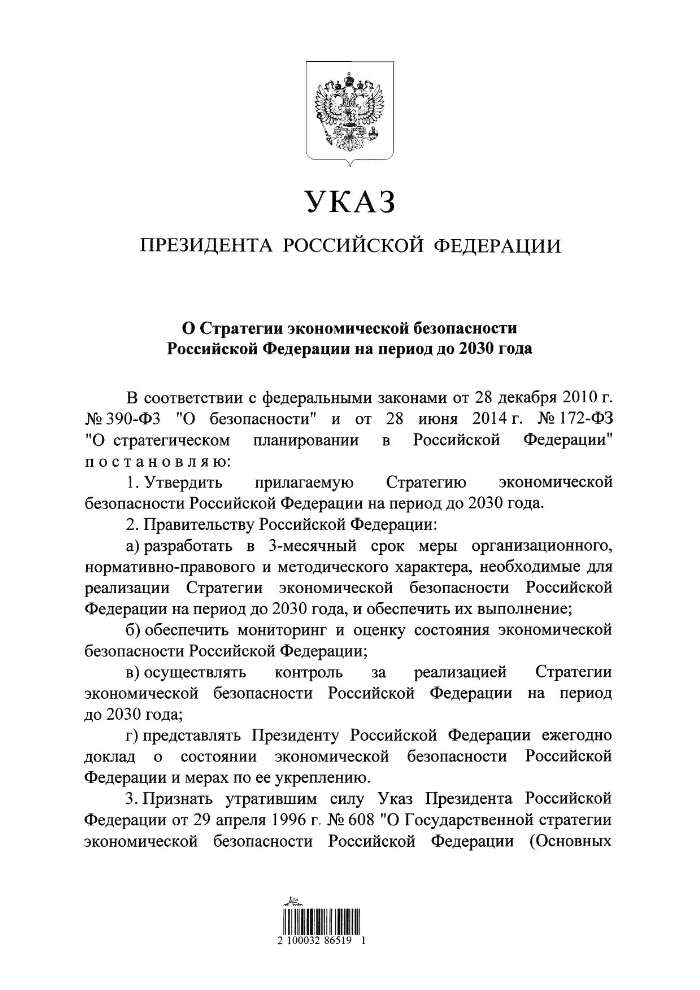 УКАЗ
ПРЕЗИДЕНТА РОССИЙСКОЙ ФЕДЕРАЦИИ
О Стратегии экономической безопасности
Российской Федерации на период до 2030 года
В соответствии с федеральными законами от 28 декабря 2010 г.
№ 390-ФЗ "О безопасности" и от 28 июня 2014 г. № 172-ФЗ
"О стратегическом планировании в Российской Федерации"
п о с т а н о в л я ю:
1. Утвердить прилагаемую Стратегию экономической
безопасности Российской Федерации на период до 2030 года.
2. Правительству Российской Федерации:
а) разработать в 3-месячный срок меры организационного,
нормативно-правового и методического характера, необходимые для
реализации Стратегии экономической безопасности Российской
Федерации на период до 2030 года, и обеспечить их выполнение;
б) обеспечить мониторинг и оценку состояния экономической
безопасности Российской Федерации;
в) осуществлять контроль за реализацией Стратегии
экономической безопасности Российской Федерации на период
до 2030 года;
г) представлять Президенту Российской Федерации ежегодно
доклад о состоянии экономической безопасности Российской
Федерации и мерах по ее укреплению.
3. Признать утратившим силу Указ Президента Российской
Федерации от 29 апреля 1996 г. № 608 "О Государственной стратегии
экономической безопасности Российской Федерации (Основных
2 100032 86519 1